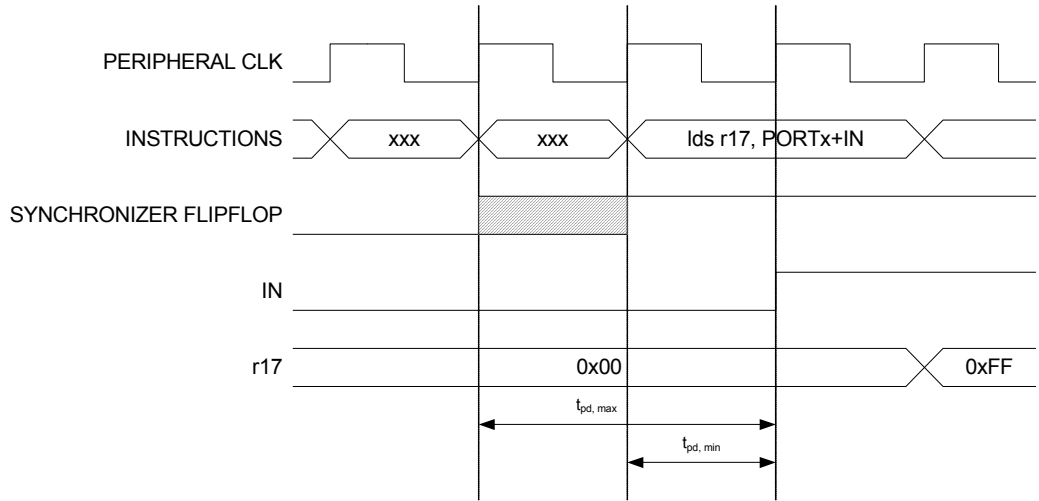 PERIPHERAL CLK
INSTRUCTIONS xxx xxx lds r17, PORTx+IN
SYNCHRONIZER FLIPFLOP
IN
r17 0x00 0xFF
tpd, max
tpd, min